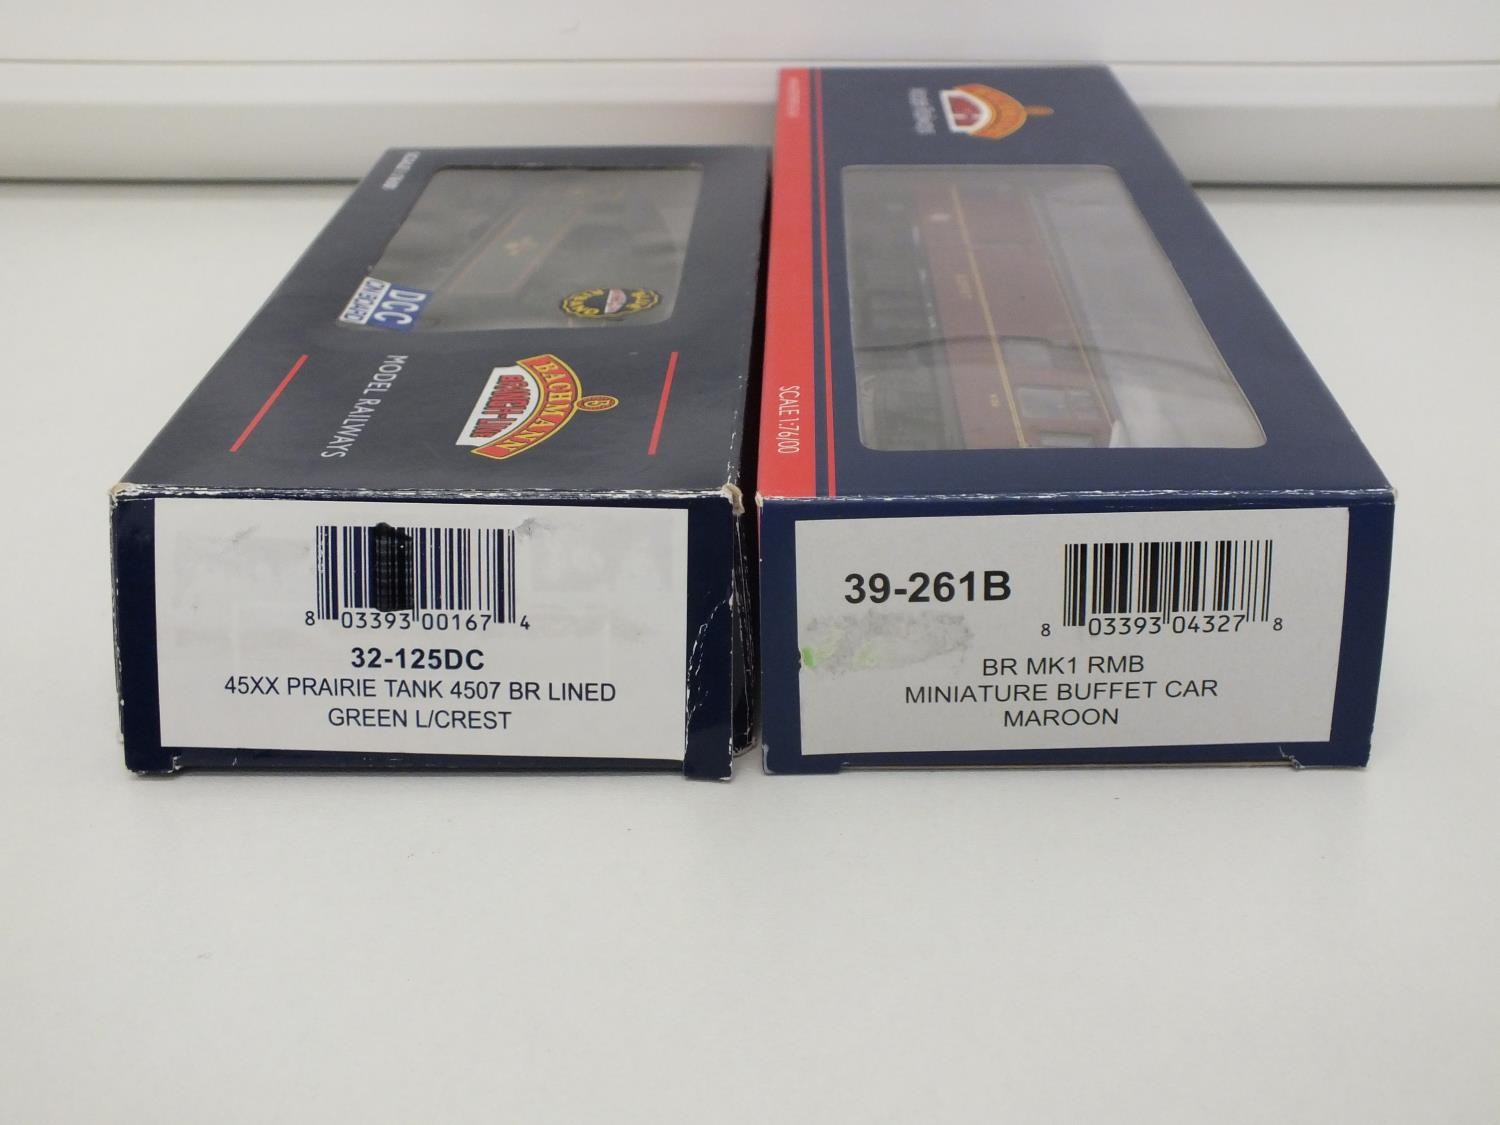 DCC
ON BOARD
MODEL RAILWAYS
BACHMANN
BRANCH-LINE
8 03393 00167 4
32-125DC
45XX PRAIRIE TANK 4507 BR LINED
GREEN L/CREST
SCALE 1:76/OO
39-261B
8 03393 04327 8
BR MK1 RMB
MINIATURE BUFFET CAR
MAROON